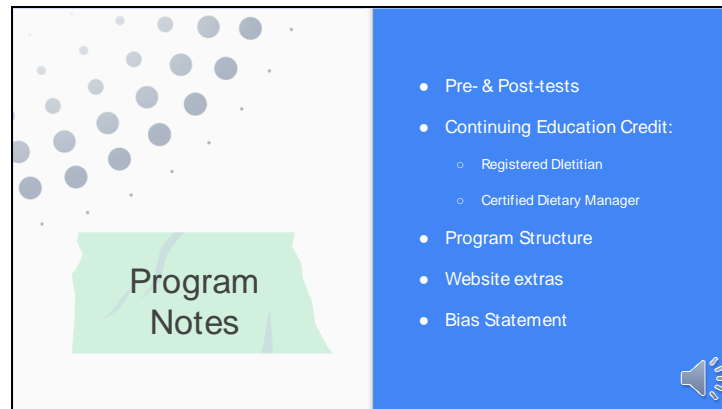 Program
Notes
● Pre- & Post-tests
● Continuing Education Credit:
○ Registered DIetitian
○ Certified Dietary Manager
● Program Structure
● Website extras
● Bias Statement